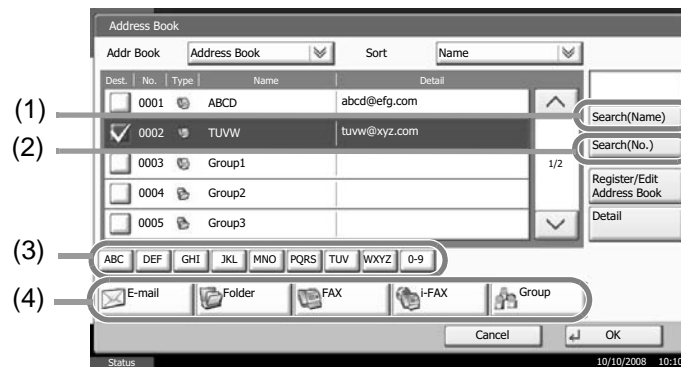 Address Book
Addr Book Address Book Sort Name
Dest. No. Type Name Detail
0001 ABCD abcd@efg.com
(1) Search(Name)
0002 TUVW tuvw@xyz.com
(2) Search(No.)
0003 Group1 1/2
Register/Edit
Address Book
0004 Group2
Detail
0005 Group3
(3) ABC DEF GHI JKL MNO PQRS TUV WXYZ 0-9
(4) E-mail Folder FAX i-FAX Group
Cancel OK
Status 10/10/2008 10:10